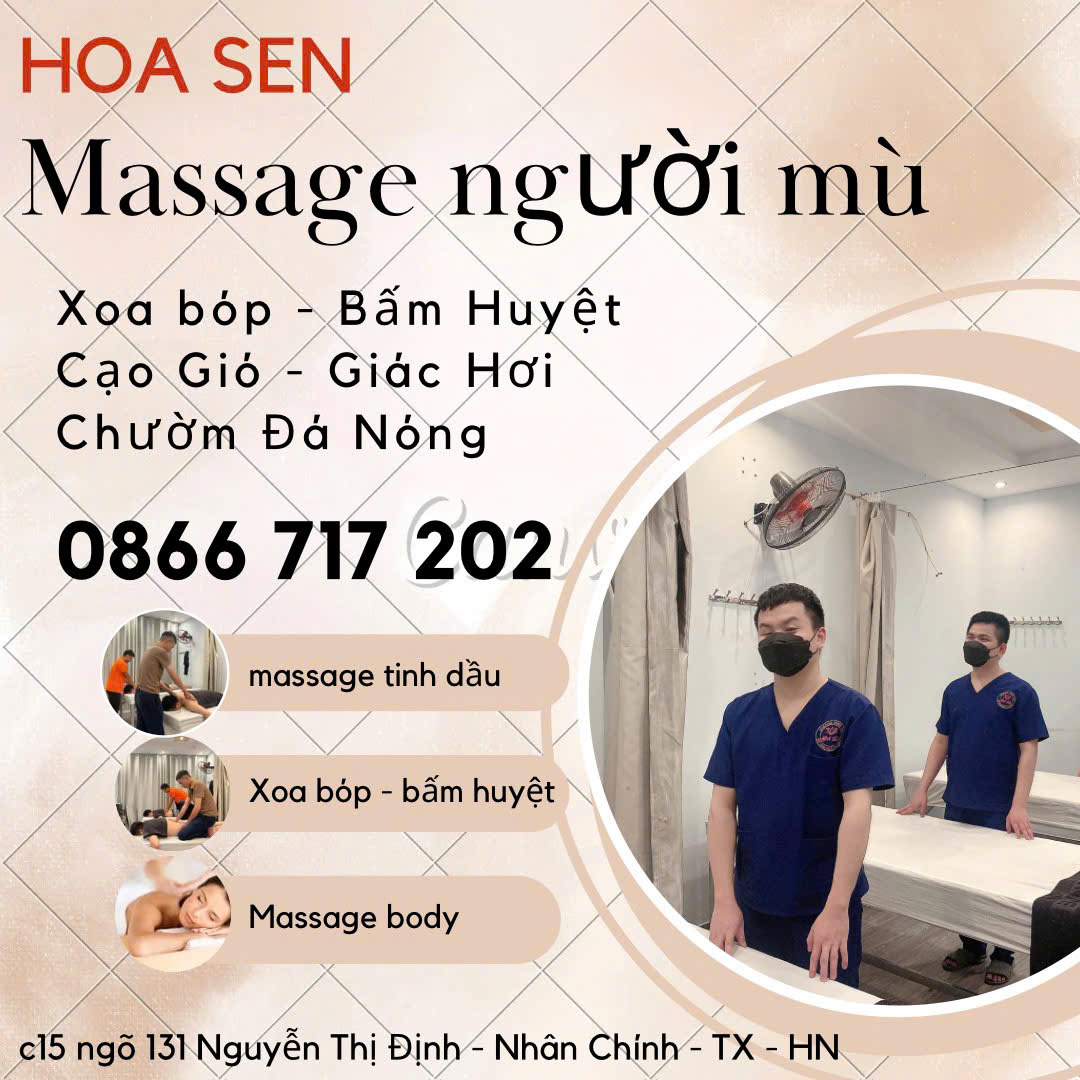 HOA SEN
Massage người mù
Xoa bóp - Bấm Huyệt
Cạo Gió - Giác Hơi
Chườm Đá Nóng
0866 717 202
massage tinh dầu
Xoa bóp - bấm huyệt
Massage body
c15 ngõ 131 Nguyễn Thị Định - Nhân Chính - TX - HN